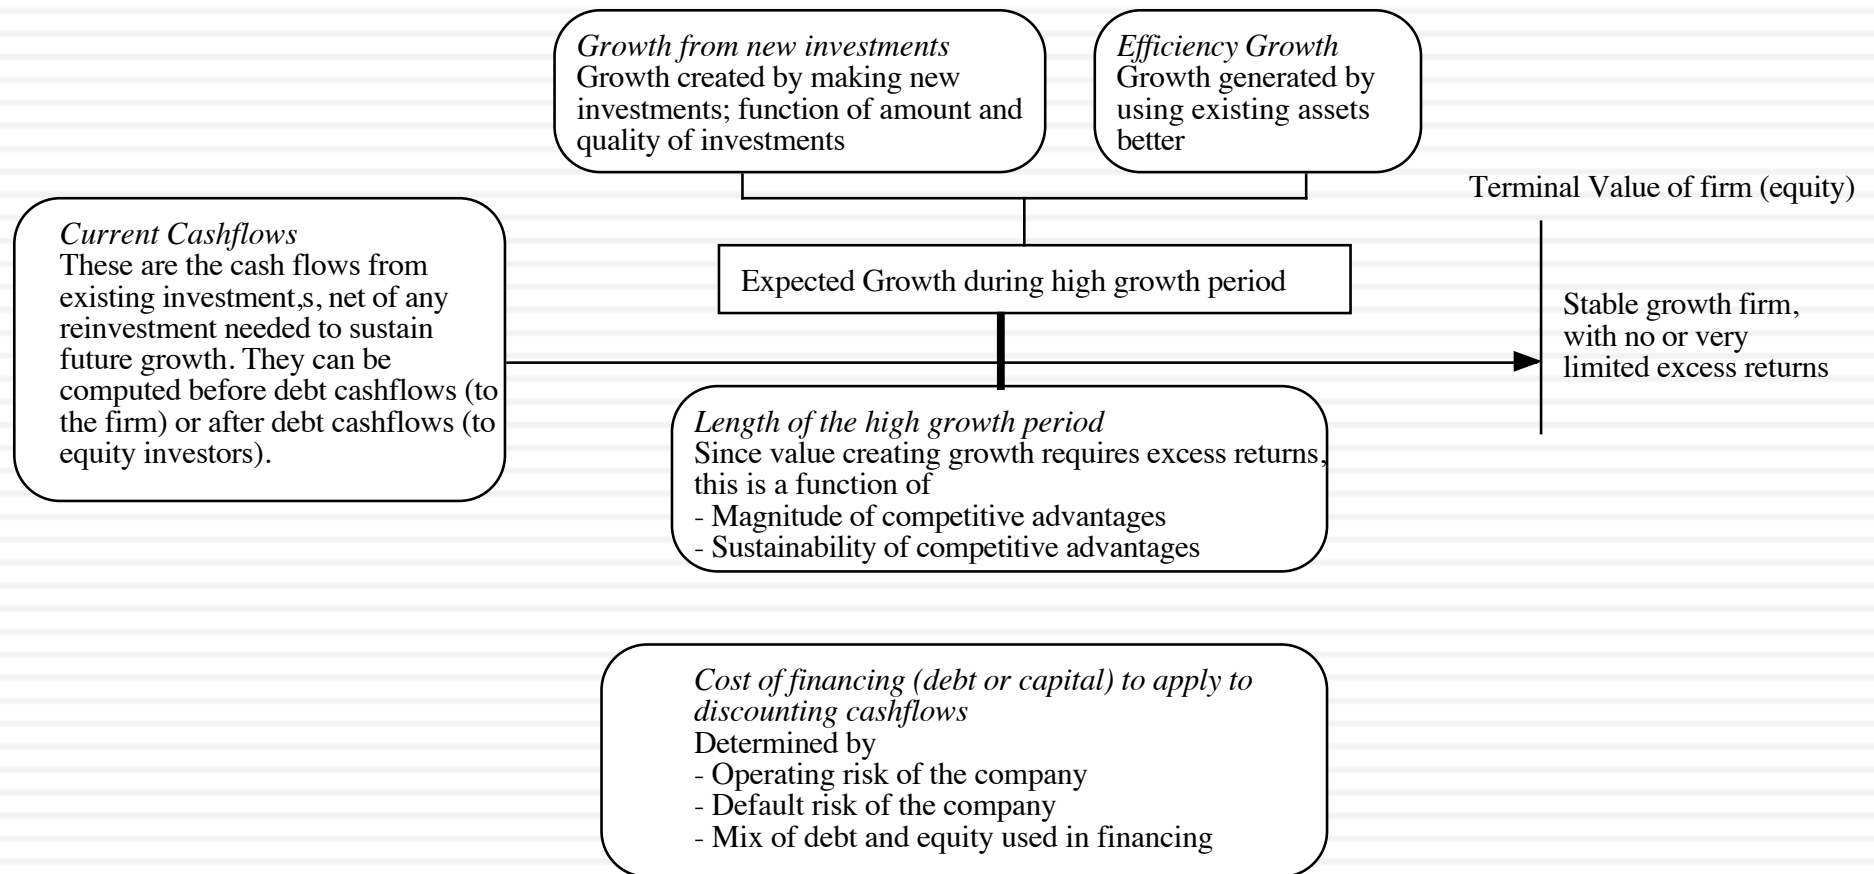 Growth from new investments
Growth created by making new
investments; function of amount and
quality of investments
Efficiency Growth
Growth generated by
using existing assets
better
Terminal Value of firm (equity)
Current Cashflows
These are the cash flows from
existing investment,s, net of any
reinvestment needed to sustain
future growth. They can be
computed before debt cashflows (to
the firm) or after debt cashflows (to
equity investors).
Expected Growth during high growth period
Stable growth firm,
with no or very
limited excess returns
Length of the high growth period
Since value creating growth requires excess returns,
this is a function of
- Magnitude of competitive advantages
- Sustainability of competitive advantages
Cost of financing (debt or capital) to apply to
discounting cashflows
Determined by
- Operating risk of the company
- Default risk of the company
- Mix of debt and equity used in financing